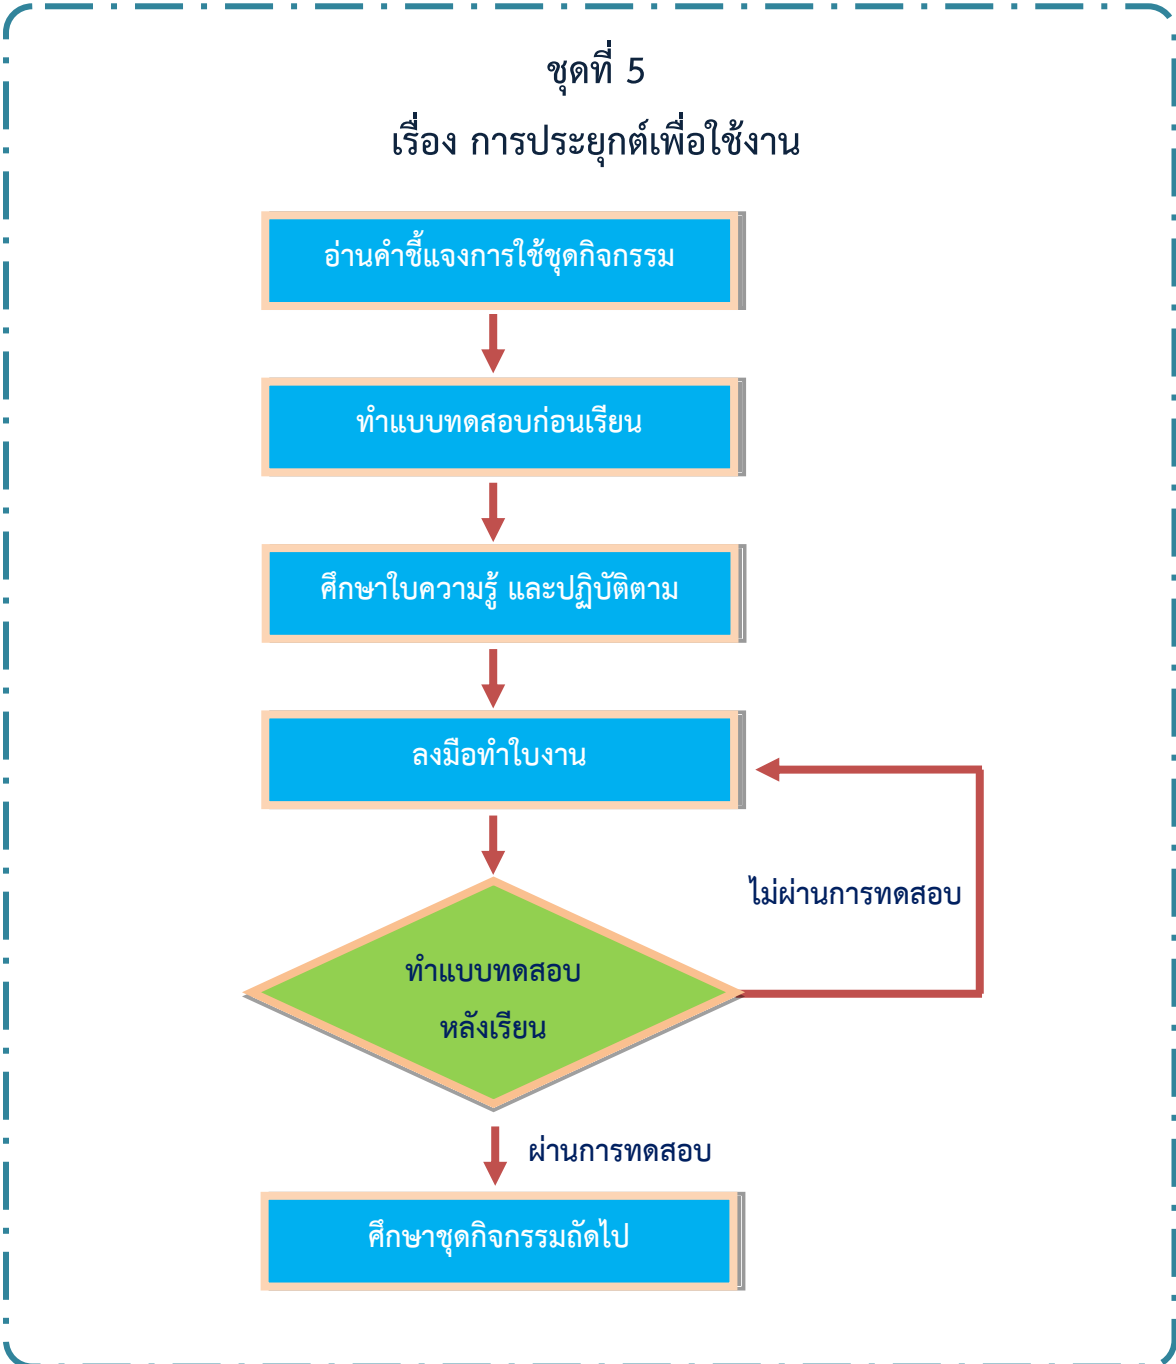 ชุดที่ 5
เรื่อง การประยุกต์เพื่อใช้งาน
อ่านคำชี้แจงการใช้ชุดกิจกรรม
ทำแบบทดสอบก่อนเรียน
ศึกษาใบความรู้ และปฏิบัติตาม
ลงมือทำใบงาน
ไม่ผ่านการทดสอบ
ทำแบบทดสอบ
หลังเรียน
ผ่านการทดสอบ
ศึกษาชุดกิจกรรมถัดไป